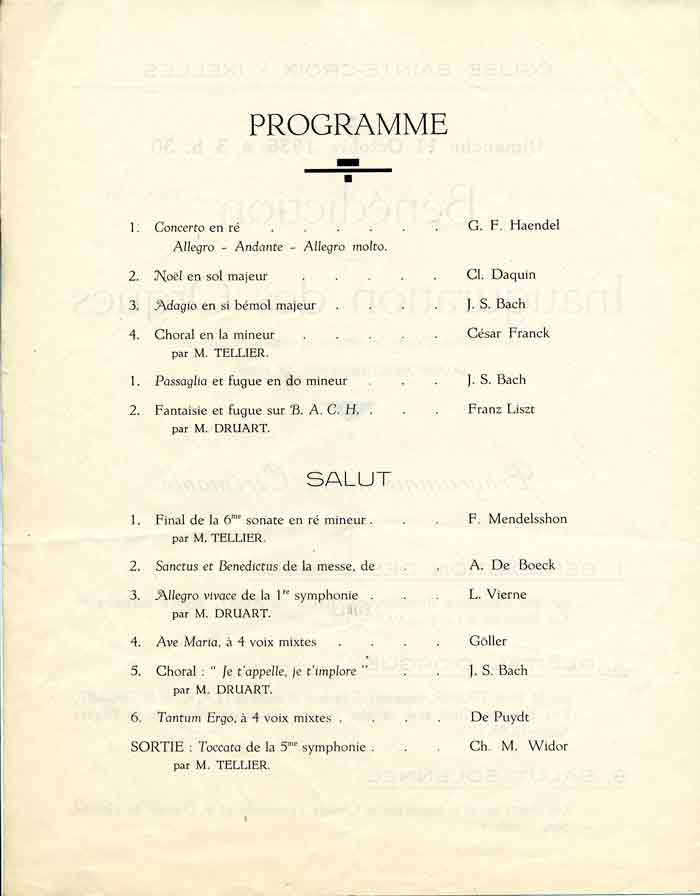 PROGRAMME
1. Concerto en ré . . . . . . G. F. Haendel
Allegro - Andante - Allegro molto.
2. Noël en sol majeur . . . . . Cl. Daquin
3. Adagio en si bémol majeur . . . . J. S. Bach
4. Choral en la mineur . . . . . César Franck
par M. TELLIER.
1. Passaglia et fugue en do mineur . . . J. S. Bach
2. Fantaisie et fugue sur B. A. C. H. . . . Franz Liszt
par M. DRUART.
SALUT
1. Final de la 6me sonate en ré mineur . . . F. Mendelsshon
par M. TELLIER.
2. Sanctus et Benedictus de la messe, de . . A. De Boeck
3. Allegro vivace de la 1re symphonie . . . L. Vierne
par M. DRUART.
4. Ave Maria, à 4 voix mixtes . . . . Göller
5. Choral : " Je t'appelle, je t'implore " . . J. S. Bach
par M. DRUART.
6. Tantum Ergo, à 4 voix mixtes . . . . De Puydt
SORTIE : Toccata de la 5me symphonie . . . Ch. M. Widor
par M. TELLIER.